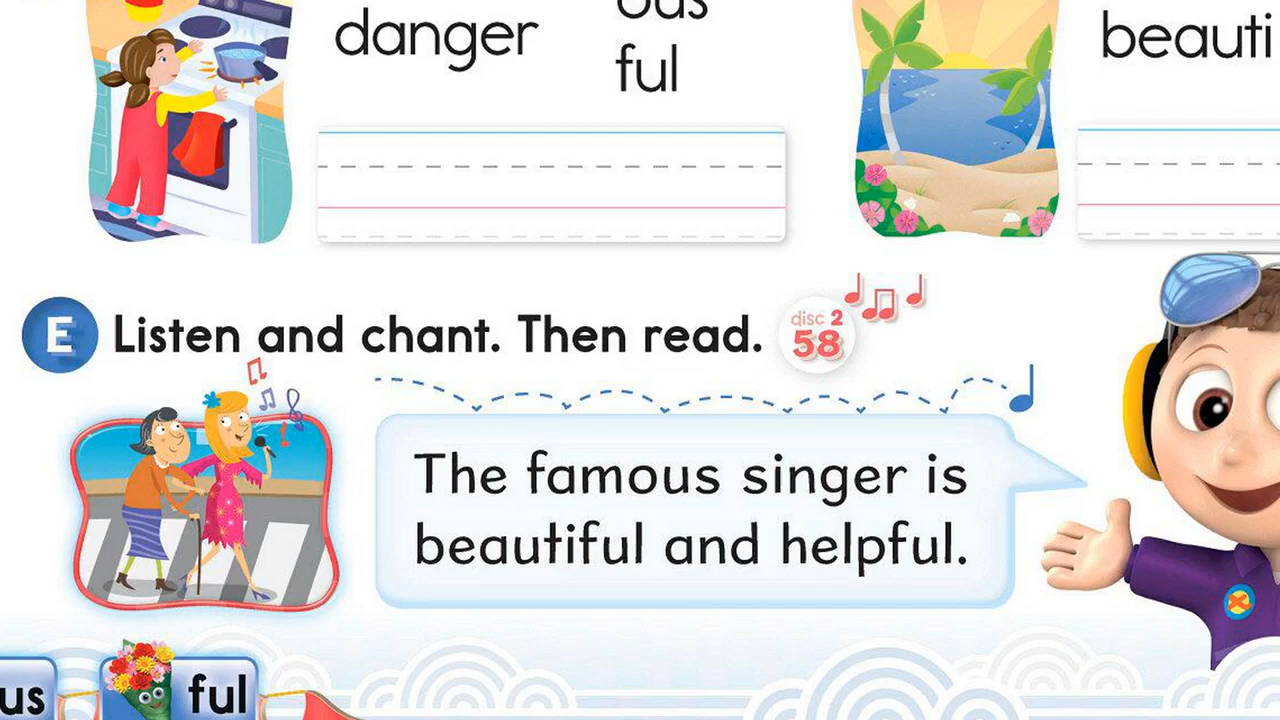 danger
ous
ful
beauti
E Listen and chant. Then read. disc 2 58
The famous singer is
beautiful and helpful.
us
ful